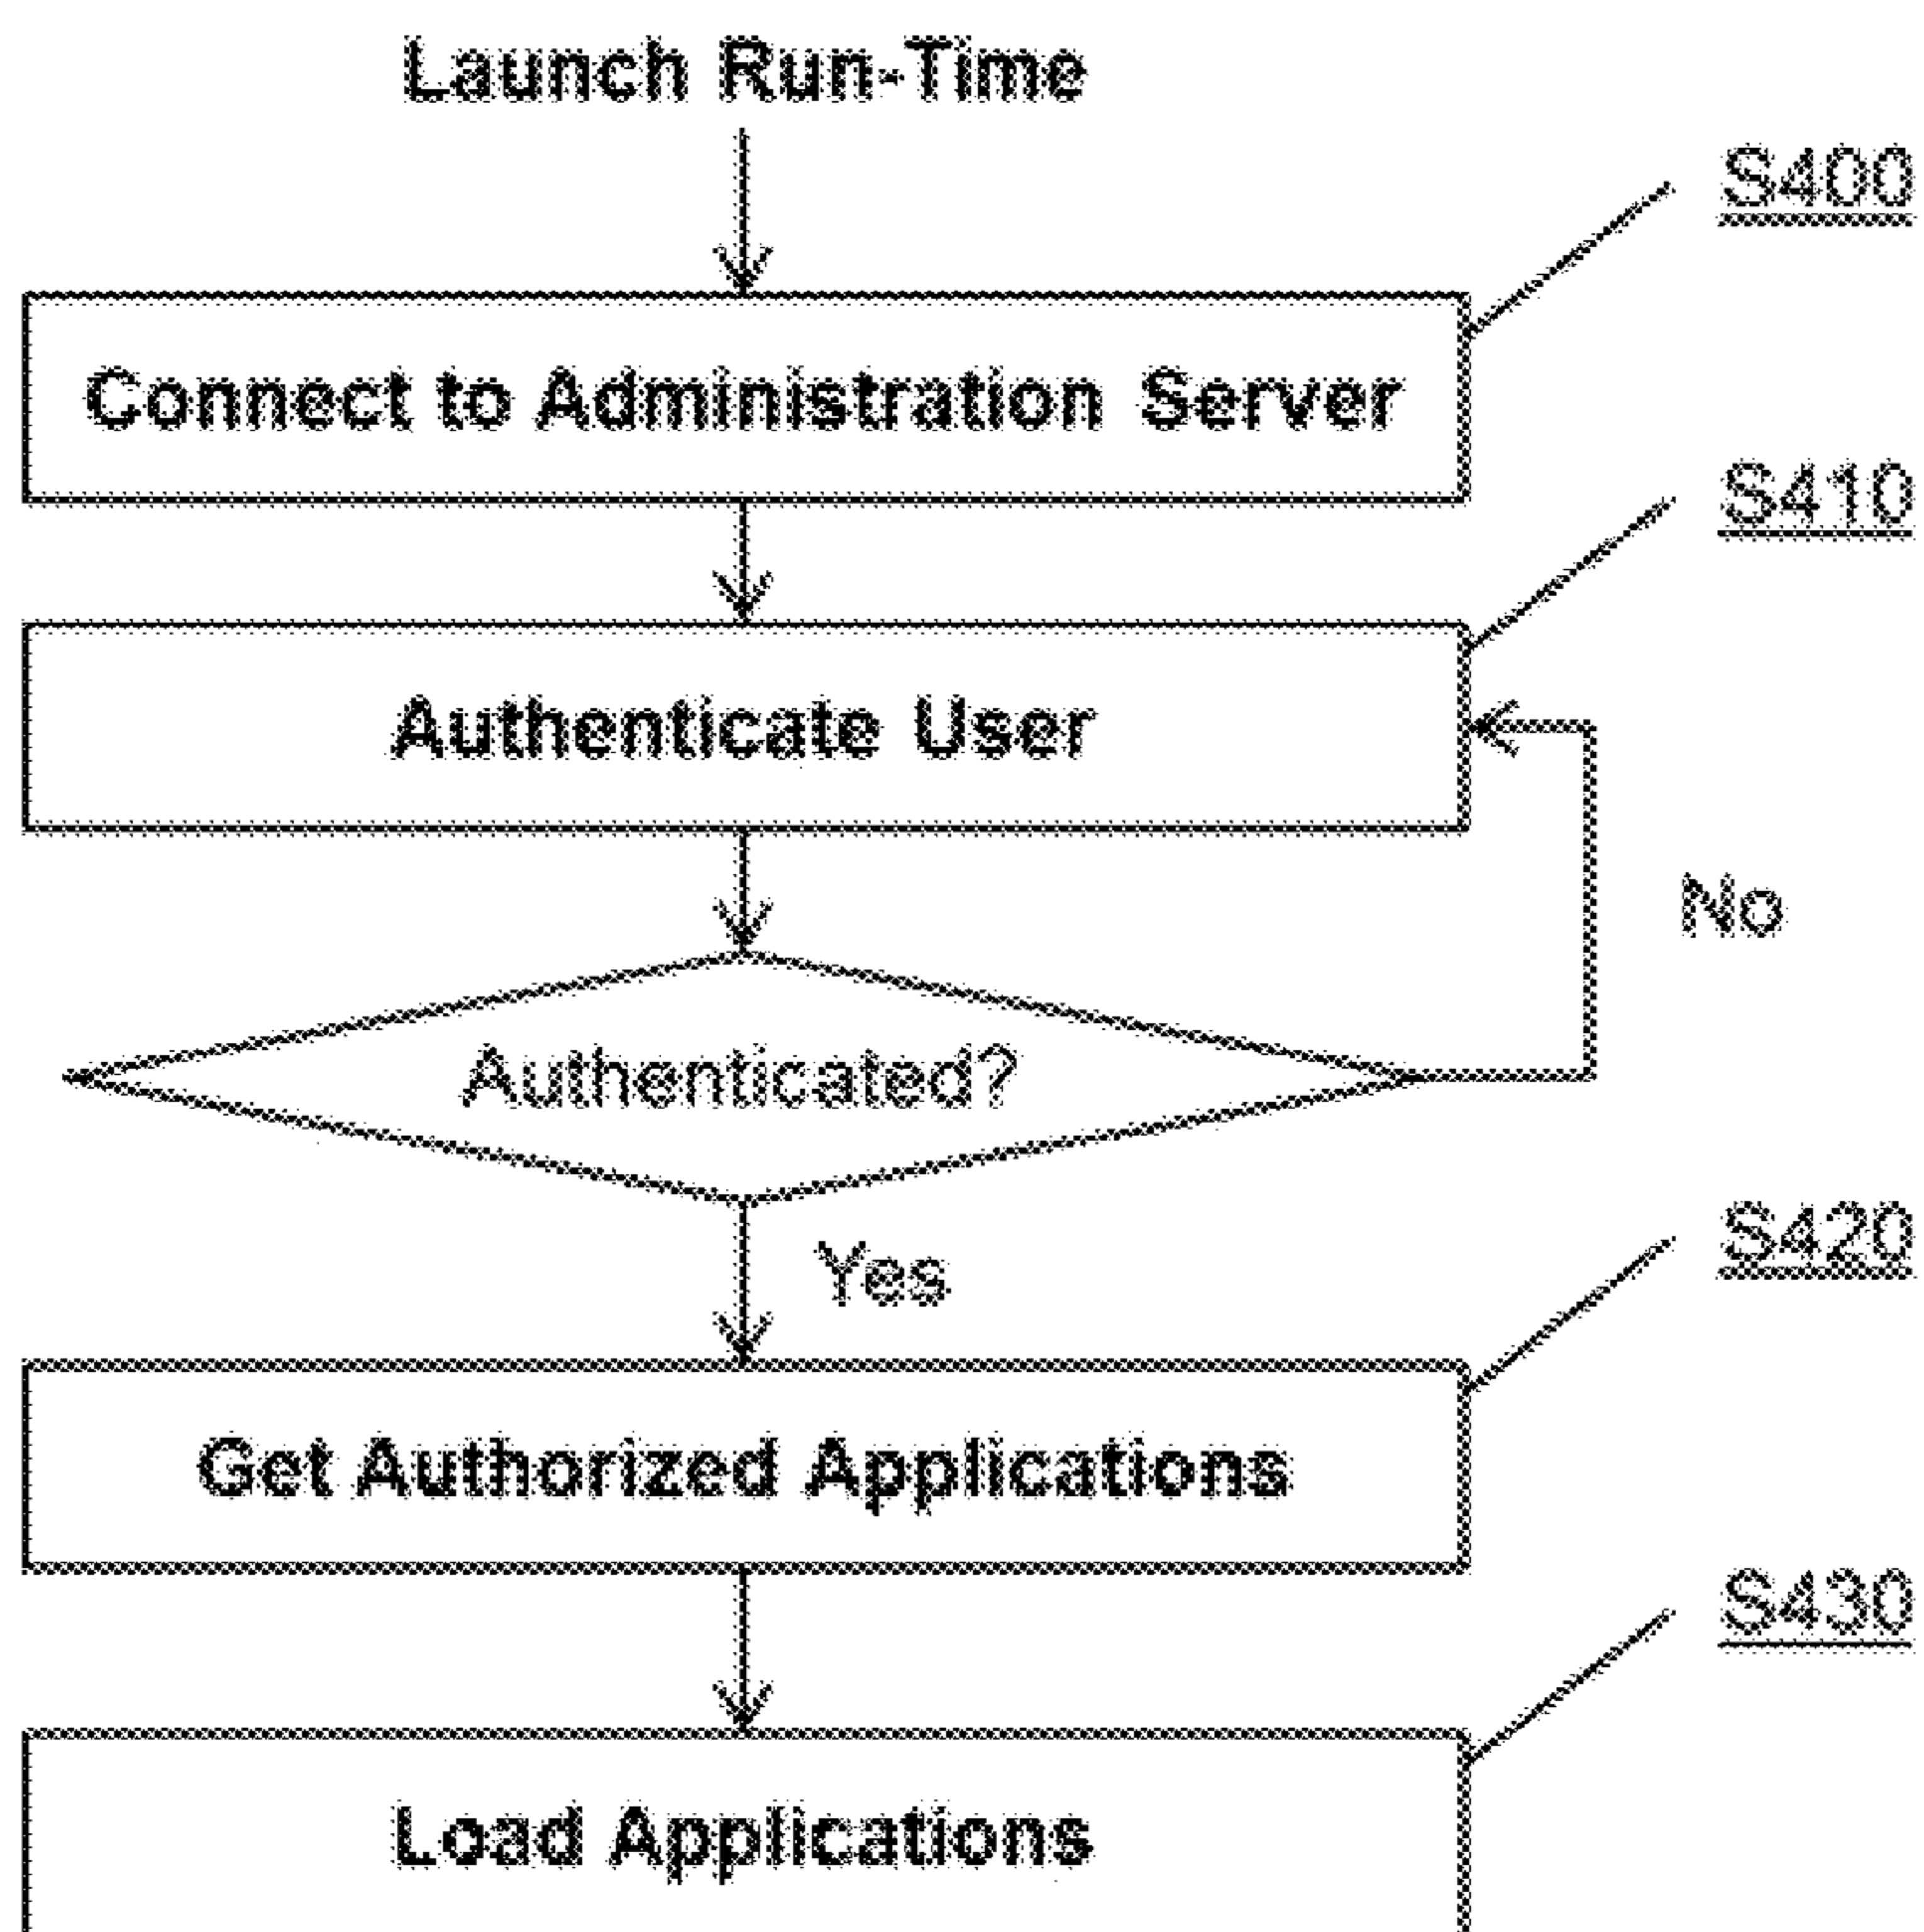 Launch Run-Time
S400
Connect to Administration Server
S410
Authenticate User
No
Authenticated?
Yes
S420
Get Authorized Applications
S430
Load Applications